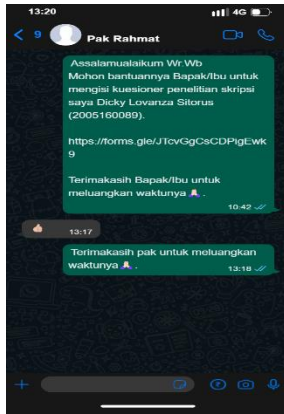 13:20
4G
9
Pak Rahmat
Assalamualaikum Wr.Wb
Mohon bantuannya Bapak/Ibu untuk
mengisi kuesioner penelitian skripsi
saya Dicky Lovanza Sitorus
(2005160089).
https://forms.gle/JTcvGgCsCDPigEwk
9
Terimakasih Bapak/Ibu untuk
meluangkan waktunya🙏🏻.
10:42
👍🏻
13:17
Terimakasih pak untuk meluangkan
waktunya🙏🏻.
13:18